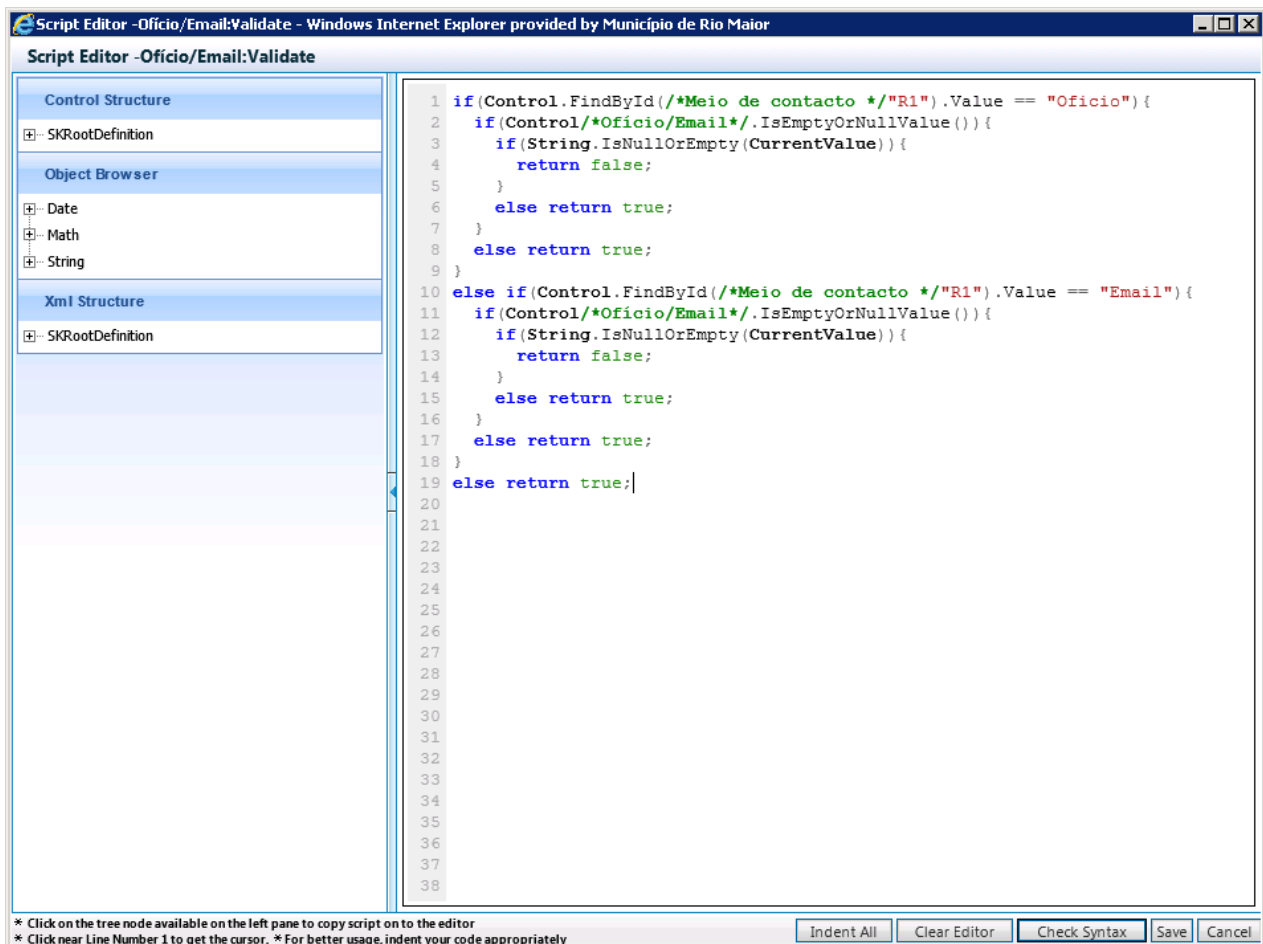 Script Editor -Ofício/Email:Validate - Windows Internet Explorer provided by Município de Rio Maior
Script Editor -Ofício/Email:Validate
Control Structure
SKRootDefinition
Object Browser
Date
Math
String
Xml Structure
SKRootDefinition
1 if(Control.FindById(/*Meio de contacto */"R1").Value == "Oficio"){
2 if(Control/*Ofício/Email*/.IsEmptyOrNullValue()){
3 if(String.IsNullOrEmpty(CurrentValue)){
4 return false;
5 }
6 else return true;
7 }
8 else return true;
9 }
10 else if(Control.FindById(/*Meio de contacto */"R1").Value == "Email"){
11 if(Control/*Ofício/Email*/.IsEmptyOrNullValue()){
12 if(String.IsNullOrEmpty(CurrentValue)){
13 return false;
14 }
15 else return true;
16 }
17 else return true;
18 }
19 else return true;
20
21
22
23
24
25
26
27
28
29
30
31
32
33
34
35
36
37
38
* Click on the tree node available on the left pane to copy script on to the editor
* Click near Line Number 1 to get the cursor. * For better usage, indent your code appropriately
Indent All Clear Editor Check Syntax Save Cancel